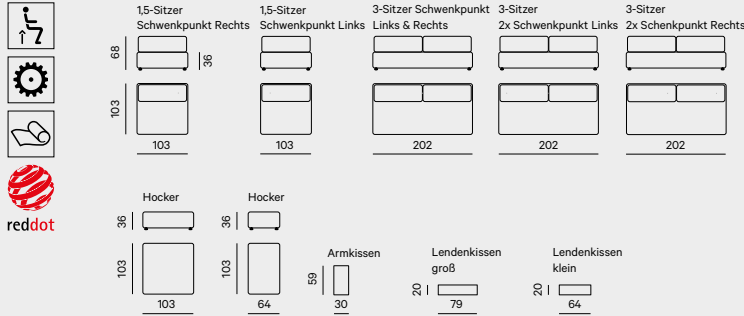 1,5-Sitzer
Schwenkpunkt Rechts
1,5-Sitzer
Schwenkpunkt Links
3-Sitzer Schwenkpunkt
Links & Rechts
3-Sitzer
2x Schwenkpunkt Links
3-Sitzer
2x Schenkpunkt Rechts
68
36
103
103
103
202
202
202
reddot
Hocker
Hocker
36
36
103
103
103
64
Armkissen
59
30
Lendenkissen
groß
20
79
Lendenkissen
klein
20
64